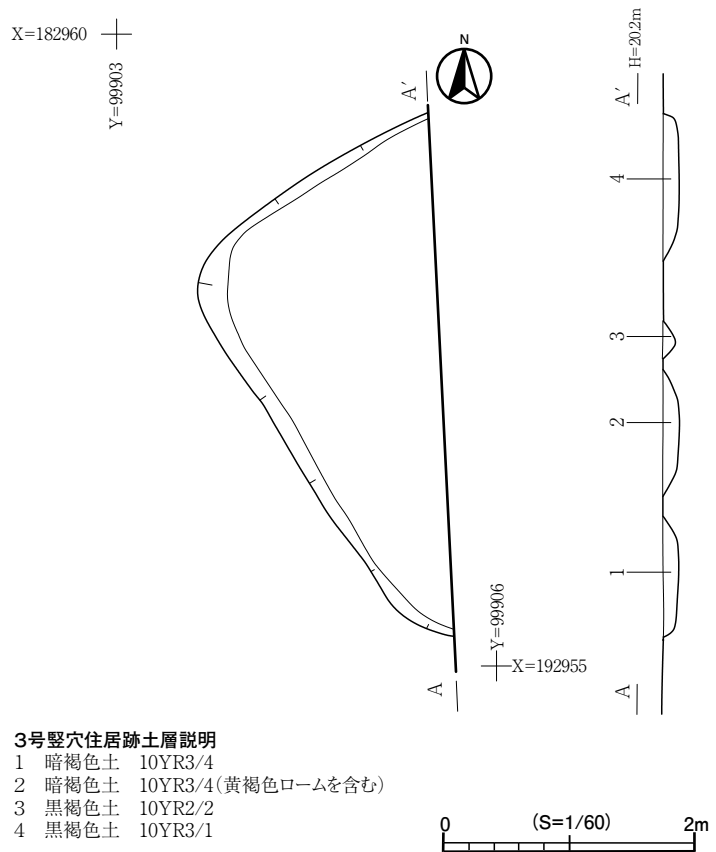 X=182960
Y=99903
N
A′
H=20.2m
A′
4
3
2
1
Y=99906
X=192955
A
A
3号竪穴住居跡土層説明
1 暗褐色土 10YR3/4
2 暗褐色土 10YR3/4(黄褐色ロームを含む)
3 黒褐色土 10YR2/2
4 黒褐色土 10YR3/1
0 (S=1/60) 2m